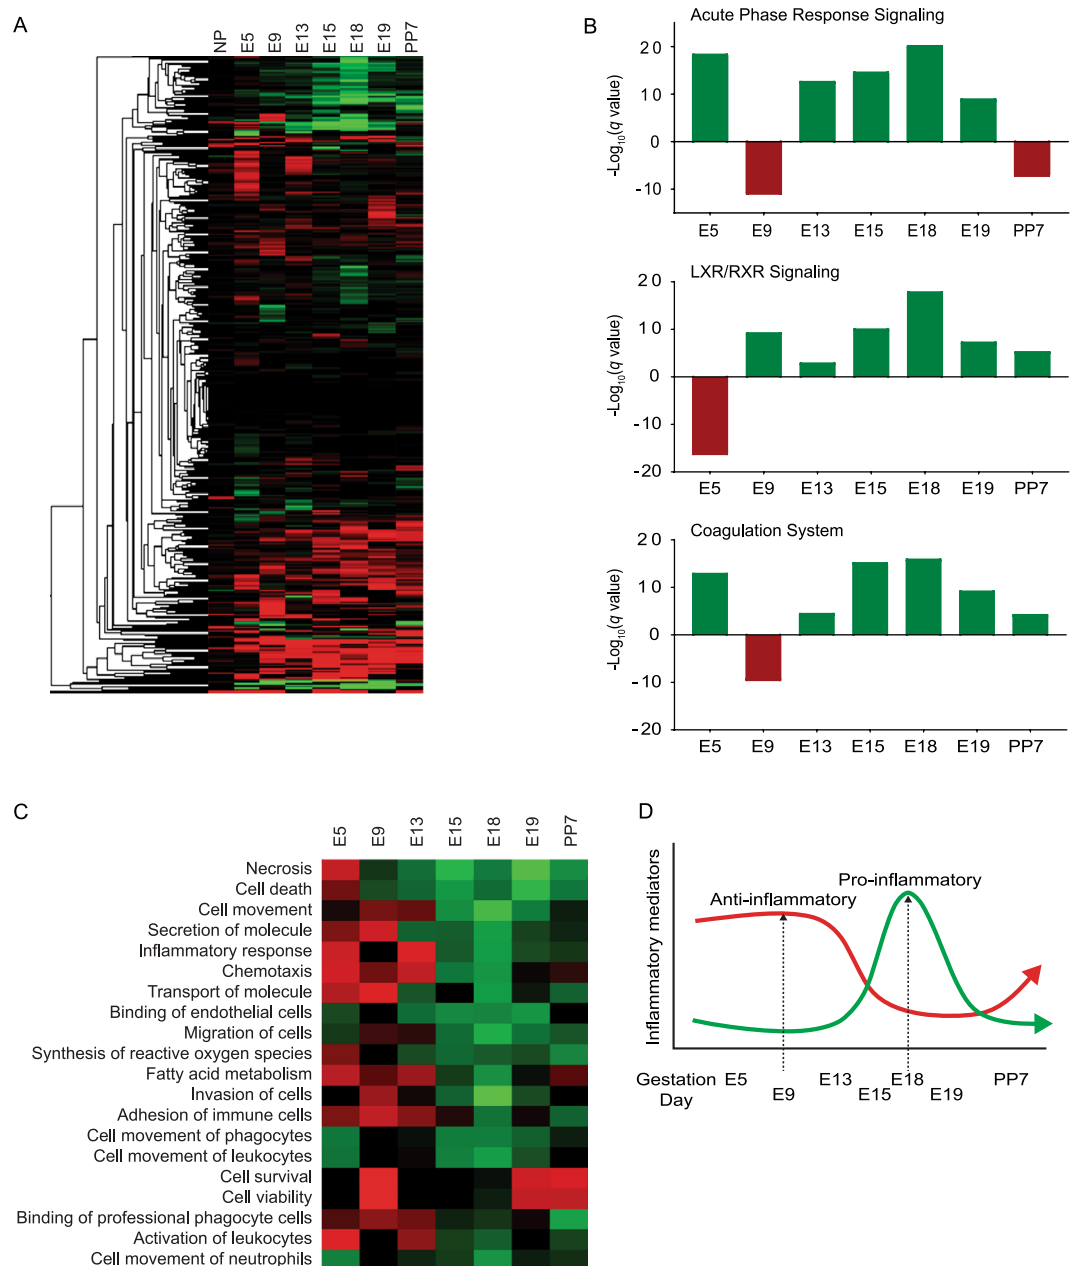 A
NP E5 E9 E13 E15 E18 E19 PP7
B
Acute Phase Response Signaling
-Log10(q value)
20
10
0
-10
E5 E9 E13 E15 E18 E19 PP7
LXR/RXR Signaling
-Log10(q value)
20
10
0
-10
-20
E5 E9 E13 E15 E18 E19 PP7
Coagulation System
-Log10(q value)
20
10
0
-10
-20
E5 E9 E13 E15 E18 E19 PP7
C
E5 E9 E13 E15 E18 E19 PP7
Necrosis
Cell death
Cell movement
Secretion of molecule
Inflammatory response
Chemotaxis
Transport of molecule
Binding of endothelial cells
Migration of cells
Synthesis of reactive oxygen species
Fatty acid metabolism
Invasion of cells
Adhesion of immune cells
Cell movement of phagocytes
Cell movement of leukocytes
Cell survival
Cell viability
Binding of professional phagocyte cells
Activation of leukocytes
Cell movement of neutrophils
D
Inflammatory mediators
Pro-inflammatory
Anti-inflammatory
Gestation Day
E5 E9 E13 E15 E18 E19 PP7